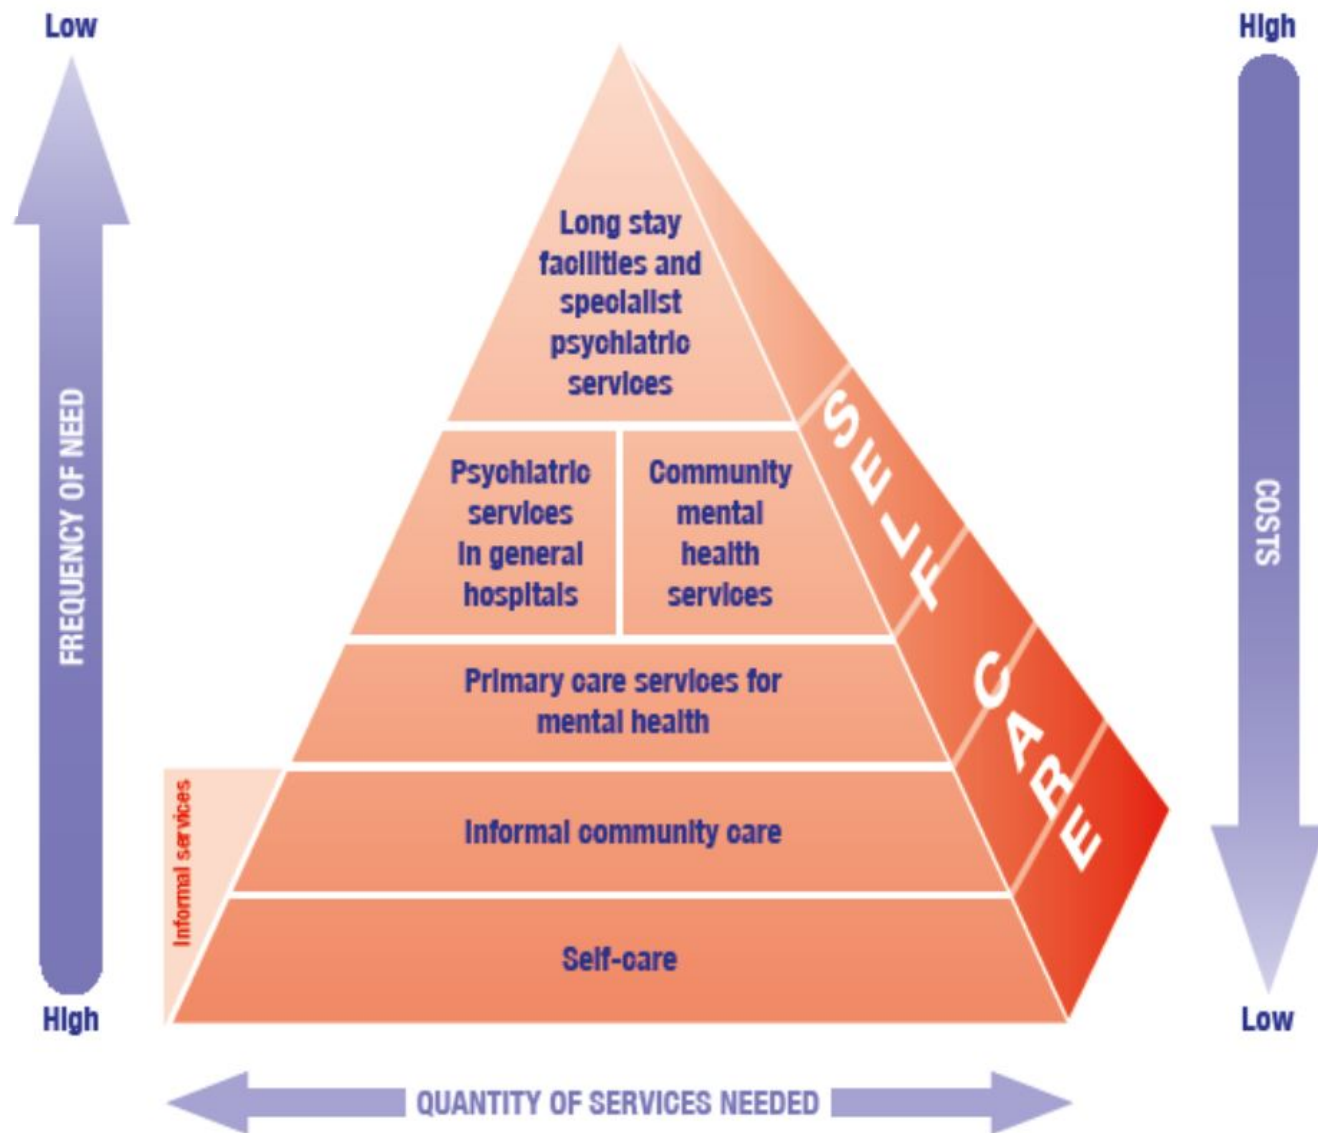 Low
High
Long stay
facilities and
specialist
psychiatric
services
FREQUENCY OF NEED
COSTS
SELF CARE
Psychiatric
services
in general
hospitals
Community
mental
health
services
Primary care services for
mental health
Informal services
Informal community care
Self-care
High
Low
QUANTITY OF SERVICES NEEDED